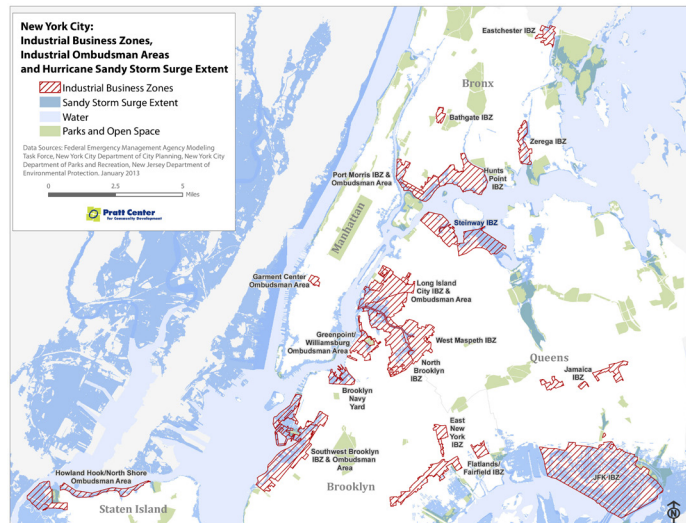 New York City:
Industrial Business Zones,
Industrial Ombudsman Areas
and Hurricane Sandy Storm Surge Extent
Industrial Business Zones
Sandy Storm Surge Extent
Water
Parks and Open Space
Data Sources: Federal Emergency Management Agency Modeling
Task Force, New York City Department of City Planning, New York City
Department of Parks and Recreation, New Jersey Department of
Environmental Protection. January 2013
0 2.5 5
Miles
Pratt Center
for Community Development
Eastchester IBZ
Bronx
Bathgate IBZ
Zerega IBZ
Port Morris IBZ &
Ombudsman Area
Hunts
Point
IBZ
Manhattan
Steinway IBZ
Garment Center
Ombudsman Area
Long Island
City IBZ &
Ombudsman Area
Greenpoint/
Williamsburg
Ombudsman Area
West Maspeth IBZ
North
Brooklyn
IBZ
Queens
Jamaica
IBZ
Brooklyn
Navy
Yard
East
New
York
IBZ
Southwest Brooklyn
IBZ & Ombudsman
Area
Flatlands/
Fairfield IBZ
JFK IBZ
Howland Hook/North Shore
Ombudsman Area
Brooklyn
Staten Island
N